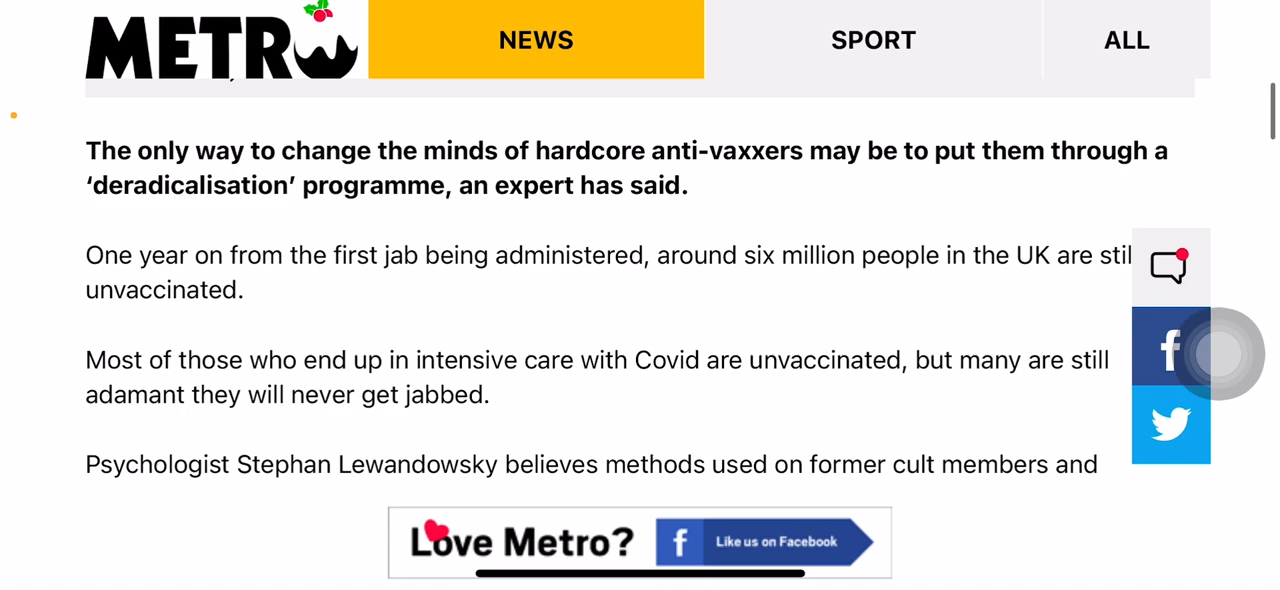 METRO
NEWS
SPORT
ALL
The only way to change the minds of hardcore anti-vaxxers may be to put them through a
‘deradicalisation’ programme, an expert has said.
One year on from the first jab being administered, around six million people in the UK are stil
unvaccinated.
Most of those who end up in intensive care with Covid are unvaccinated, but many are still
adamant they will never get jabbed.
Psychologist Stephan Lewandowsky believes methods used on former cult members and
Love Metro?
f
Like us on Facebook